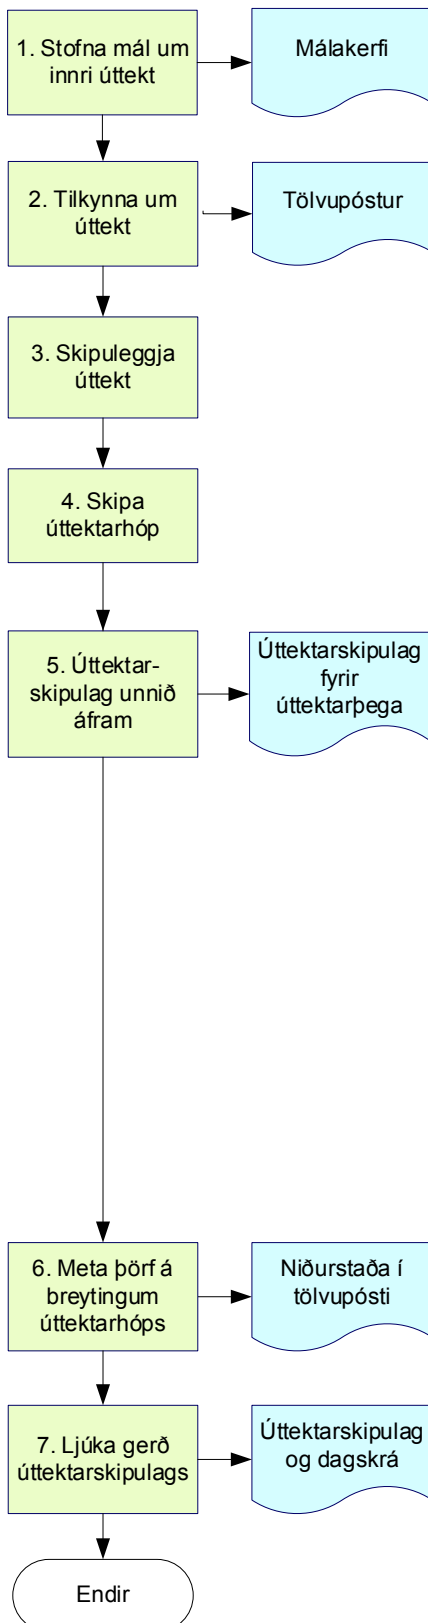 1. Stofna mál um
innri úttekt
Málakerfi
2. Tilkynna um
úttekt
Tölvupóstur
3. Skipuleggja
úttekt
4. Skipa
úttektarhóp
5. Úttektar-
skipulag unnið
áfram
Úttektarskipulag
fyrir
úttektarþega
6. Meta þörf á
breytingum
úttektarhóps
Niðurstaða í
tölvupósti
7. Ljúka gerð
úttektarskipulags
Úttektarskipulag
og dagskrá
Endir